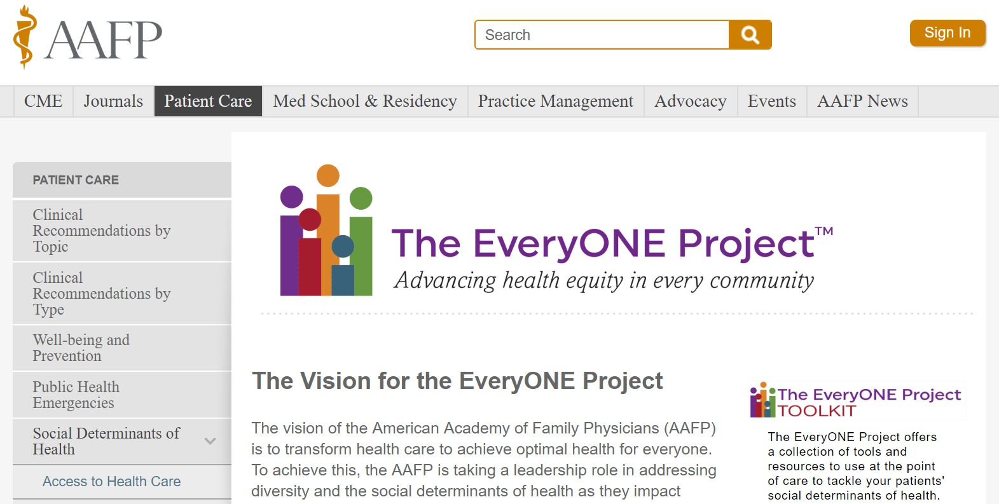 AAFP
Search
Sign In
CME
Journals
Patient Care
Med School & Residency
Practice Management
Advocacy
Events
AAFP News
PATIENT CARE
Clinical
Recommendations by
Topic
Clinical
Recommendations by
Type
Well-being and
Prevention
Public Health
Emergencies
Social Determinants of
Health
Access to Health Care
The EveryONE Project™
Advancing health equity in every community
The Vision for the EveryONE Project
The vision of the American Academy of Family Physicians (AAFP)
is to transform health care to achieve optimal health for everyone.
To achieve this, the AAFP is taking a leadership role in addressing
diversity and the social determinants of health as they impact
The EveryONE Project
TOOLKIT
The EveryONE Project offers
a collection of tools and
resources to use at the point
of care to tackle your patients'
social determinants of health.